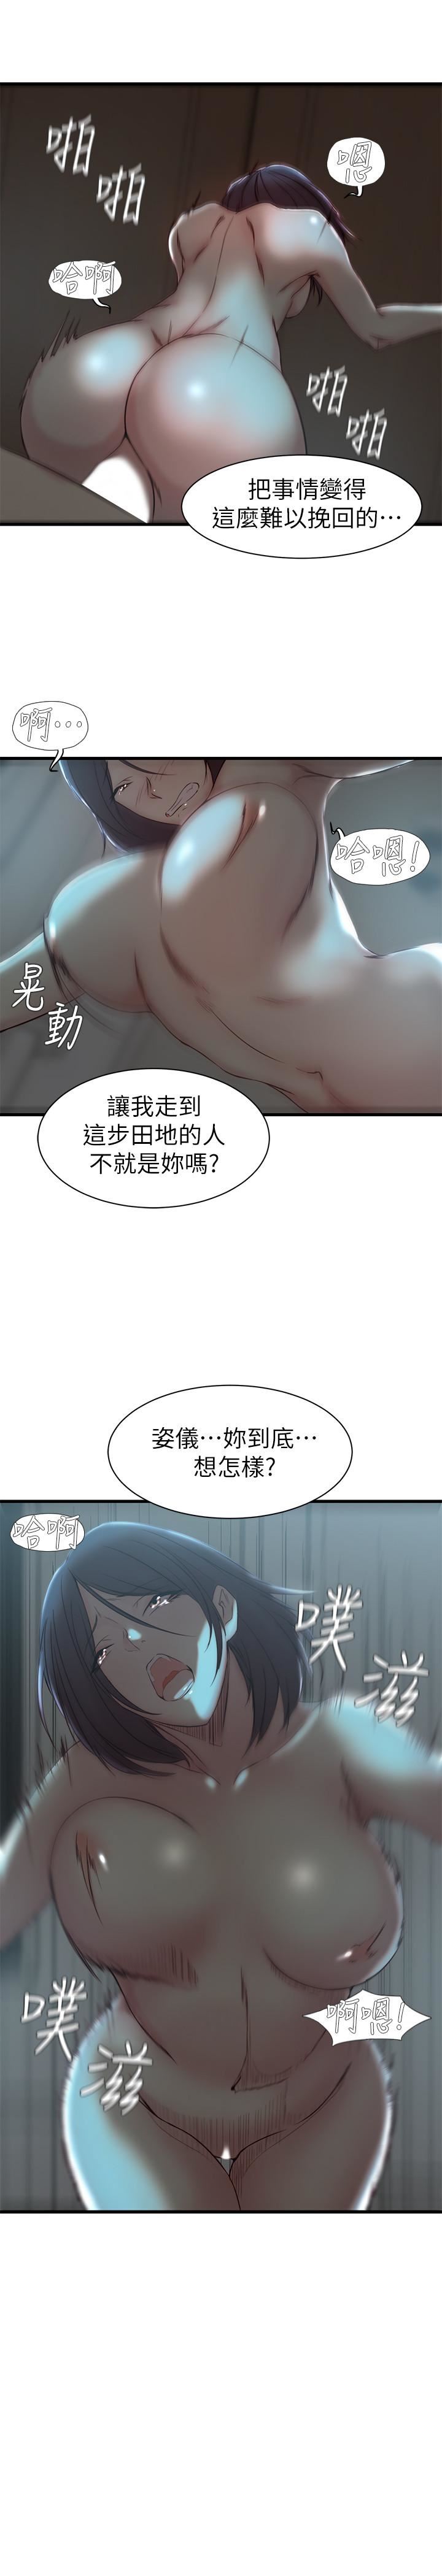 啪
啪
嗯
哈啊
啪
啪
把事情變得
這麼難以挽回的…
啊…
哈嗯!
晃
動
讓我走到
這步田地的人
不就是妳嗎?
姿儀…妳到底…
想怎樣?
哈啊
噗
滋
啊嗯!
噗
滋